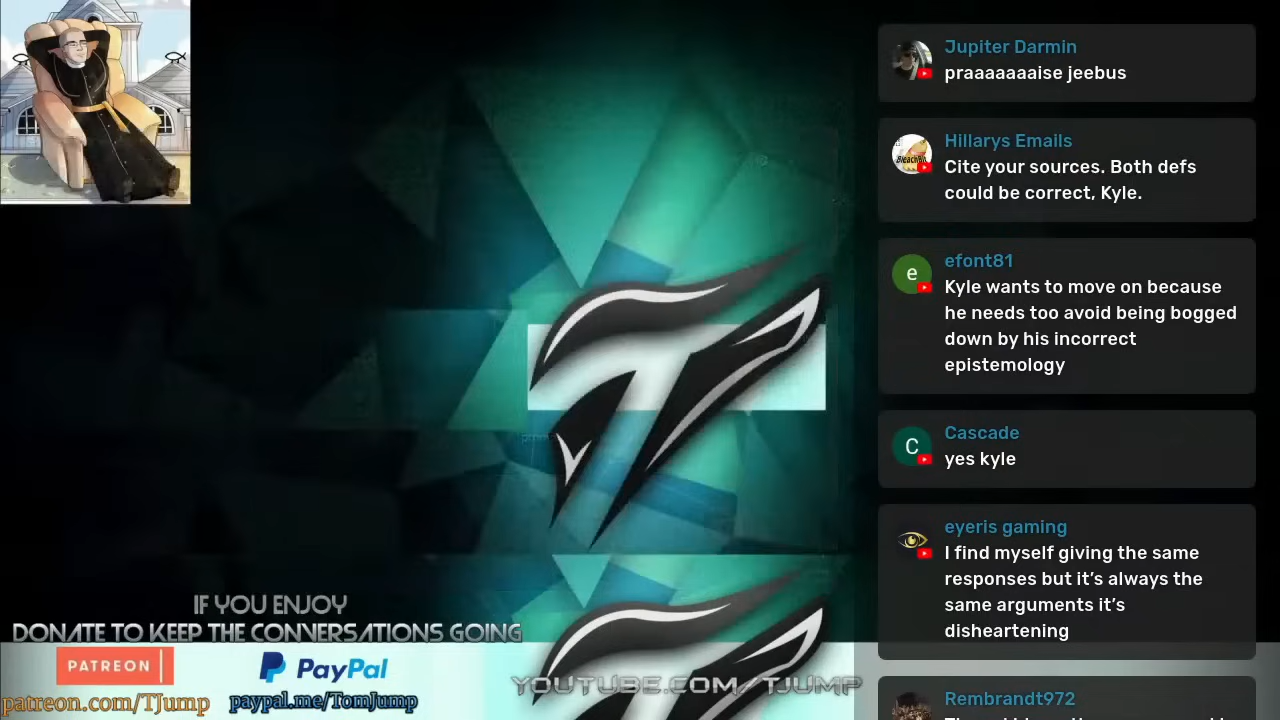 Jupiter Darmin
praaaaaaaise jeebus
Hillarys Emails
Cite your sources. Both defs
could be correct, Kyle.
efont81
Kyle wants to move on because
he needs too avoid being bogged
down by his incorrect
epistemology
C
Cascade
yes kyle
eyeris gaming
I find myself giving the same
responses but it's always the
same arguments it's
disheartening
Rembrandt972
IF YOU ENJOY
DONATE TO KEEP THE CONVERSATIONS GOING
PATREON
PayPal
patreon.com/TJump
paypal.me/TomJump
YOUTUBE.COM/TJUMP